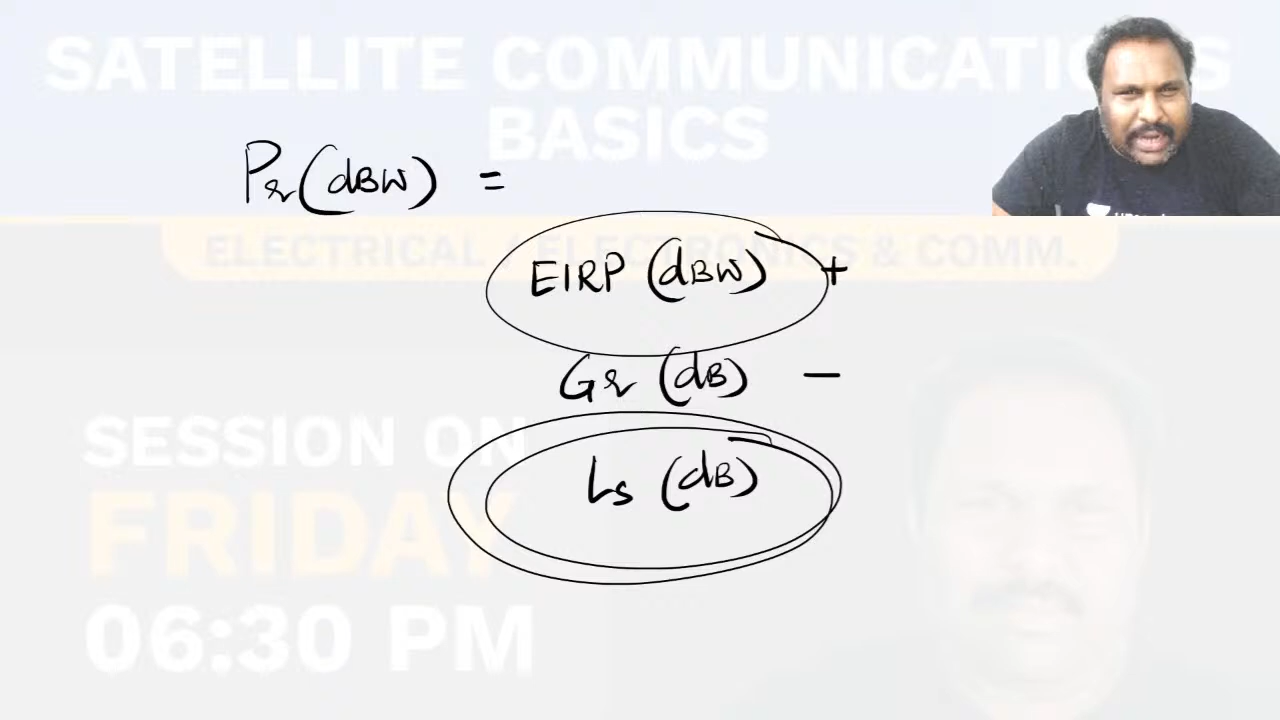 SATELLITE COMMUNICATIONS
BASICS
Pr(dBW) =
ELECTRICAL / ELECTRONICS & COMM.
EIRP (dBW) +
Gr (dB) -
SESSION ON
Ls (dB)
FRIDAY
06:30 PM